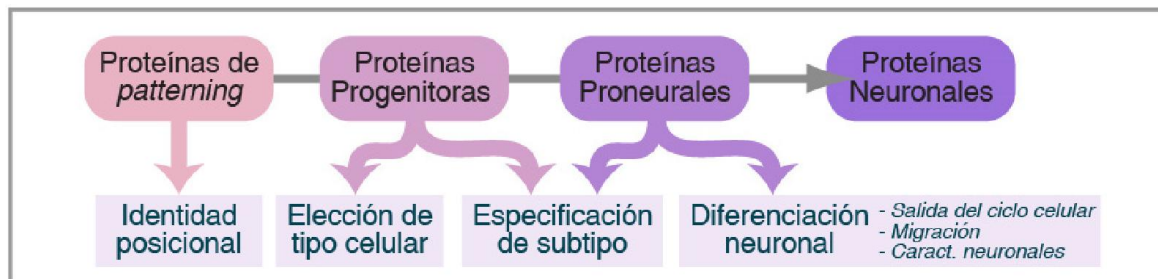 Proteínas de
patterning
Proteínas
Progenitoras
Proteínas
Proneurales
Proteínas
Neuronales
Identidad
posicional
Elección de
tipo celular
Especificación
de subtipo
Diferenciación
neuronal
- Salida del ciclo celular
- Migración
- Caract. neuronales